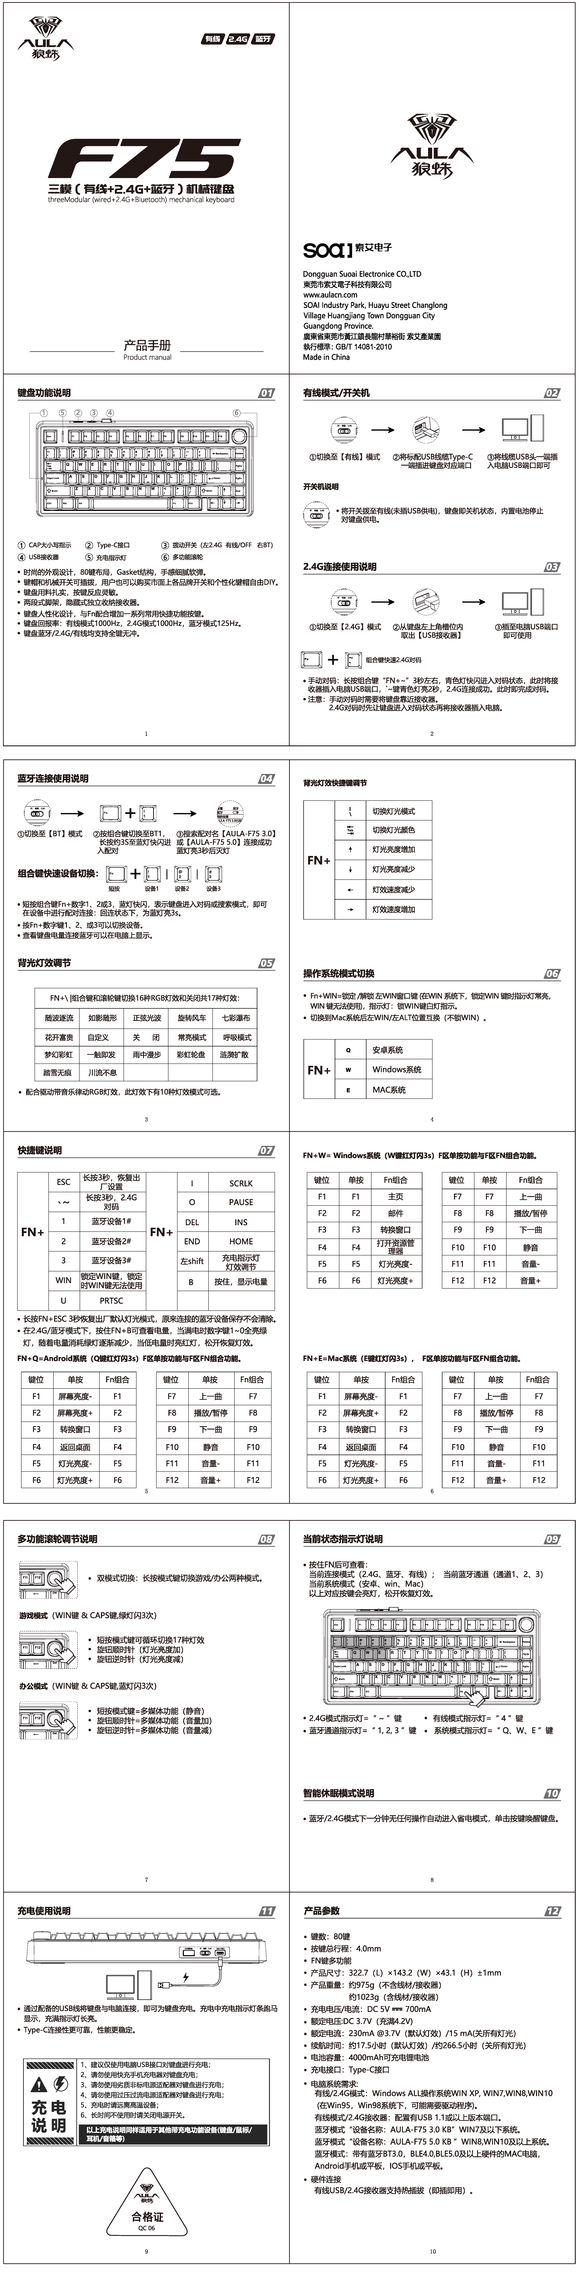 AULA
狼蛛
有线 2.4G 蓝牙
F75
三模（有线+2.4G+蓝牙）机械键盘
threeModular (wired+2.4G+Bluetooth) mechanical keyboard
产品手册
Product manual
AULA
狼蛛
soai 索艾电子
Dongguan Suoai Electronice CO.,LTD
東莞市索艾電子科技有限公司
www.aulacn.com
SOAI Industry Park, Huayu Street Changlong
Village Huangjiang Town Dongguan City
Guangdong Province.
廣東省東莞市黃江鎮長龍村華裕街 索艾產業園
執行標準：GB/T 14081-2010
Made in China
键盘功能说明 01
① ⑤ ② ③ ④ ⑥
① CAP大小写指示 ② Type-C接口 ③ 拨动开关（左2.4G 有线/OFF 右BT）
④ USB接收器 ⑤ 充电指示灯 ⑥ 多功能滚轮
• 时尚的外观设计，80键布局，Gasket结构，手感细腻软弹。
• 键帽和机械开关可插拔，用户也可以购买市面上各品牌开关和个性化键帽自由DIY。
• 键盘用料扎实，按键反应灵敏。
• 两段式脚架，隐藏式独立收纳接收器。
• 键盘人性化设计，与Fn配合增加一系列常用快捷功能按键。
• 键盘回报率：有线模式1000Hz，2.4G模式1000Hz，蓝牙模式125Hz。
• 键盘蓝牙/2.4G/有线均支持全键无冲。
1
有线模式/开关机 02
①切换至【有线】模式 ②将标配USB线缆Type-C
一端插进键盘对应端口 ③将线缆USB头一端插
入电脑USB端口即可
开关机说明
• 将开关拨至有线(未插USB供电)，键盘即关机状态，内置电池停止
对键盘供电。
2.4G连接使用说明 03
①切换至【2.4G】模式 ②从键盘左上角槽位内
取出【USB接收器】 ③插至电脑USB端口
即可使用
组合键快速2.4G对码
• 手动对码：长按组合键“FN+~”3秒左右，青色灯快闪进入对码状态，此时将接
收器插入电脑USB端口，`~键青色灯亮2秒，2.4G连接成功。此时即完成对码。
• 注意：手动对码时需要将键盘靠近接收器。
2.4G对码时先让键盘进入对码状态再将接收器插入电脑。
2
蓝牙连接使用说明 04
①切换至【BT】模式 ②按组合键切换至BT1，
长按约3S至蓝灯快闪进
入配对 ③搜索配对名【AULA-F75 3.0】
或【AULA-F75 5.0】连接成功
蓝灯亮3秒后灭灯
组合键快速设备切换：
短按 设备1 设备2 设备3
• 短按组合键Fn+数字1、2或3，蓝灯快闪，表示键盘进入对码或搜索模式，即可
在设备中进行配对连接：回连状态下，为蓝灯亮3s。
• 按Fn+数字键1、2、或3可以切换设备。
• 查看键盘电量连接蓝牙可以在电脑上显示。
背光灯效调节 05
FN+\ |组合键和滚轮键切换16种RGB灯效和关闭共17种灯效：
随波逐流 如影随形 正弦光波 旋转风车 七彩瀑布
花开富贵 自定义 关 闭 常亮模式 呼吸模式
梦幻彩虹 一触即发 雨中漫步 彩虹轮盘 涟漪扩散
踏雪无痕 川流不息
• 配合驱动带音乐律动RGB灯效，此灯效下有10种灯效模式可选。
3
背光灯效快捷键调节
FN+
| \ 切换灯光模式
切换灯光颜色
↑ 灯光亮度增加
↓ 灯光亮度减少
← 灯效速度减少
→ 灯效速度增加
操作系统模式切换 06
• Fn+WIN=锁定/解锁 左WIN窗口键 (在WIN 系统下，锁定WIN 键时指示灯常亮，
WIN 键无法使用)，指示灯：锁WIN键白灯指示。
• 切换到Mac系统后左WIN/左ALT位置互换（不锁WIN）。
FN+
Q 安卓系统
W Windows系统
E MAC系统
4
快捷键说明 07
FN+
ESC 长按3秒，恢复出厂设置
`~ 长按3秒，2.4G对码
1 蓝牙设备1#
2 蓝牙设备2#
3 蓝牙设备3#
WIN 锁定WIN键，锁定时WIN键无法使用
U PRTSC
FN+
I SCRLK
O PAUSE
DEL INS
END HOME
左shift 充电指示灯灯效调节
B 按住，显示电量
• 长按FN+ESC 3秒恢复出厂默认灯光模式，原来连接的蓝牙设备保存不会清除。
• 在2.4G/蓝牙模式下，按住FN+B可查看电量，当满电时数字键1~0全亮绿
灯，随着电量消耗绿灯逐渐减少，当低电量时亮红灯，松开恢复灯效。
FN+Q=Android系统（Q键红灯闪3s）F区单按功能与F区FN组合功能。
键位 单按 Fn组合 键位 单按 Fn组合
F1 屏幕亮度- F1 F7 上一曲 F7
F2 屏幕亮度+ F2 F8 播放/暂停 F8
F3 转换窗口 F3 F9 下一曲 F9
F4 返回桌面 F4 F10 静音 F10
F5 灯光亮度- F5 F11 音量- F11
F6 灯光亮度+ F6 F12 音量+ F12
5
FN+W= Windows系统（W键红灯闪3s）F区单按功能与F区FN组合功能。
键位 单按 Fn组合 键位 单按 Fn组合
F1 F1 主页 F7 F7 上一曲
F2 F2 邮件 F8 F8 播放/暂停
F3 F3 转换窗口 F9 F9 下一曲
F4 F4 打开资源管理器 F10 F10 静音
F5 F5 灯光亮度- F11 F11 音量-
F6 F6 灯光亮度+ F12 F12 音量+
FN+E=Mac系统（E键红灯闪3s）， F区单按功能与F区FN组合功能。
键位 单按 Fn组合 键位 单按 Fn组合
F1 屏幕亮度- F1 F7 上一曲 F7
F2 屏幕亮度+ F2 F8 播放/暂停 F8
F3 转换窗口 F3 F9 下一曲 F9
F4 返回桌面 F4 F10 静音 F10
F5 灯光亮度- F5 F11 音量- F11
F6 灯光亮度+ F6 F12 音量+ F12
6
多功能滚轮调节说明 08
• 双模式切换：长按模式键切换游戏/办公两种模式。
游戏模式（WIN键 & CAPS键,绿灯闪3次）
• 短按模式键可循环切换17种灯效
• 旋钮顺时针（灯光亮度加）
• 旋钮逆时针（灯光亮度减）
办公模式（WIN键 & CAPS键,蓝灯闪3次）
• 短按模式键=多媒体功能（静音）
• 旋钮顺时针=多媒体功能（音量加）
• 旋钮逆时针=多媒体功能（音量减）
7
当前状态指示灯说明 09
• 按住FN后可查看：
当前连接模式（2.4G、蓝牙、有线）； 当前蓝牙通道（通道1、2、3）
当前系统模式（安卓、win、Mac）
以上对应按键会亮灯，松开恢复灯效。
• 2.4G模式指示灯=“ ~ ”键 • 有线模式指示灯=“ 4 ”键
• 蓝牙通道指示灯=“ 1, 2, 3 ”键 • 系统模式指示灯=“ Q、W、E ”键
智能休眠模式说明 10
• 蓝牙/2.4G模式下一分钟无任何操作自动进入省电模式，单击按键唤醒键盘。
8
充电使用说明 11
• 通过配备的USB线将键盘与电脑连接，即可为键盘充电。充电中充电指示灯条跑马
显示，充满指示灯长亮。
• Type-C连接性更可靠，性能更稳定。
充电
说明
1、建议仅使用电脑USB接口对键盘进行充电；
2、请勿使用快充手机充电器对键盘充电；
3、请勿使用劣质非标电源适配器对键盘进行充电；
4、请勿使用过压过流电源适配器对键盘进行充电；
5、充电时请远离高温设备；
6、长时间不使用时请关闭电源开关。
以上充电说明同样适用于其他带充电功能设备(键盘/鼠标/
耳机/音箱等)
AULA
狼蛛
合格证
QC 06
9
产品参数 12
• 键数：80键
• 按键总行程：4.0mm
• FN键多功能
• 产品尺寸：322.7（L）×143.2（W）×43.1（H）±1mm
• 产品重量：约975g（不含线材/接收器）
约1023g（含线材/接收器）
• 充电电压/电流：DC 5V ⎓ 700mA
• 额定电压:DC 3.7V（充满4.2V）
• 额定电流：230mA @3.7V（默认灯效）/15 mA(关所有灯光)
• 续航时间：约17.5小时（默认灯效）/约266.5小时（关所有灯光）
• 电池容量：4000mAh可充电锂电池
• 充电接口：Type-C接口
• 电脑系统需求:
有线/2.4G模式：Windows ALL操作系统WIN XP, WIN7,WIN8,WIN10
(在Win95，Win98系统下，可能需要驱动程序)。
有线模式/2.4G接收器：配置有USB 1.1或以上版本端口。
蓝牙模式“设备名称：AULA-F75 3.0 KB”WIN7及以下系统。
蓝牙模式“设备名称：AULA-F75 5.0 KB ”WIN8,WIN10及以上系统。
蓝牙模式：带有蓝牙BT3.0，BLE4.0,BLE5.0及以上硬件的MAC电脑，
Android手机或平板，IOS手机或平板。
• 硬件连接
有线USB/2.4G接收器支持热插拔（即插即用）。
10